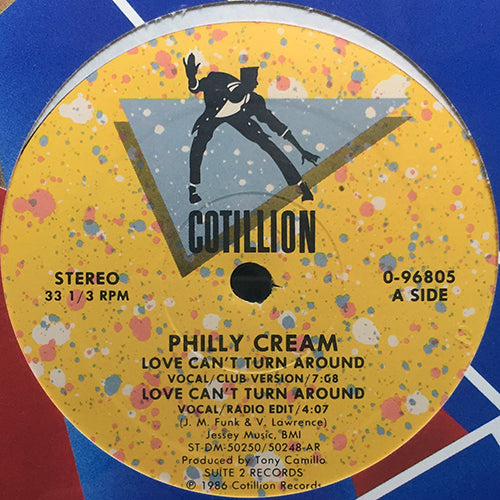 COTILLION
STEREO
33 1/3 RPM
0-96805
A SIDE
PHILLY CREAM
LOVE CAN'T TURN AROUND
VOCAL/CLUB VERSION/7:68
LOVE CAN'T TURN AROUND
VOCAL/RADIO EDIT/4:07
(J. M. Funk & V. Lawrence)
Jessey Music, BMI
ST-DM-50250/50248-AR
Produced by Tony Camillo
SUITE 2 RECORDS
℗ 1986 Cotillion Records